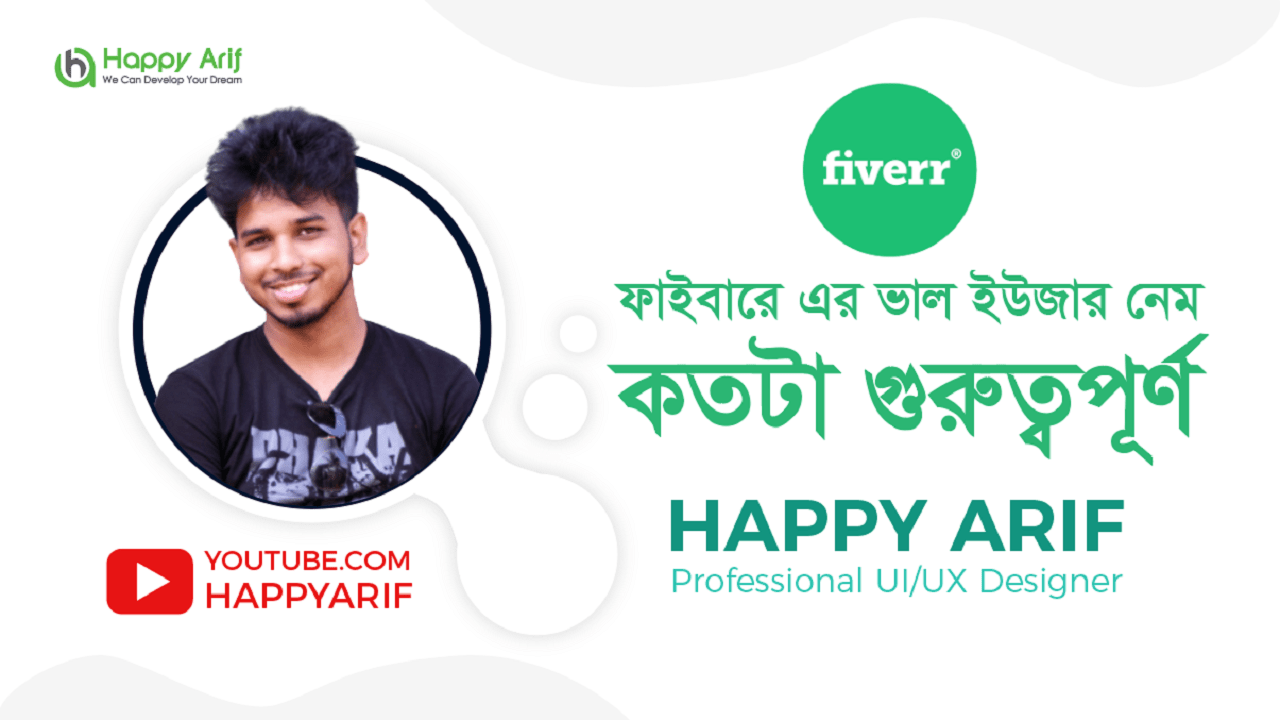 Happy Arif
We Can Develop Your Dream
fiverr®
ফাইবারে এর ভাল ইউজার নেম
কতটা গুরুত্বপূর্ণ
HAPPY ARIF
Professional UI/UX Designer
DHAKA
YOUTUBE.COM
HAPPYARIF